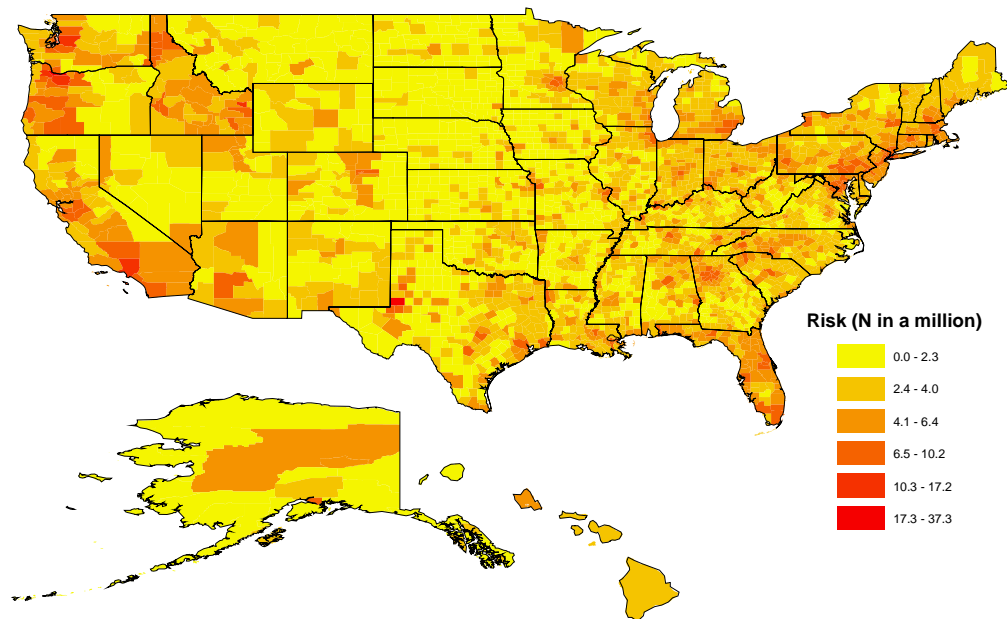 Risk (N in a million)
0.0 - 2.3
2.4 - 4.0
4.1 - 6.4
6.5 - 10.2
10.3 - 17.2
17.3 - 37.3